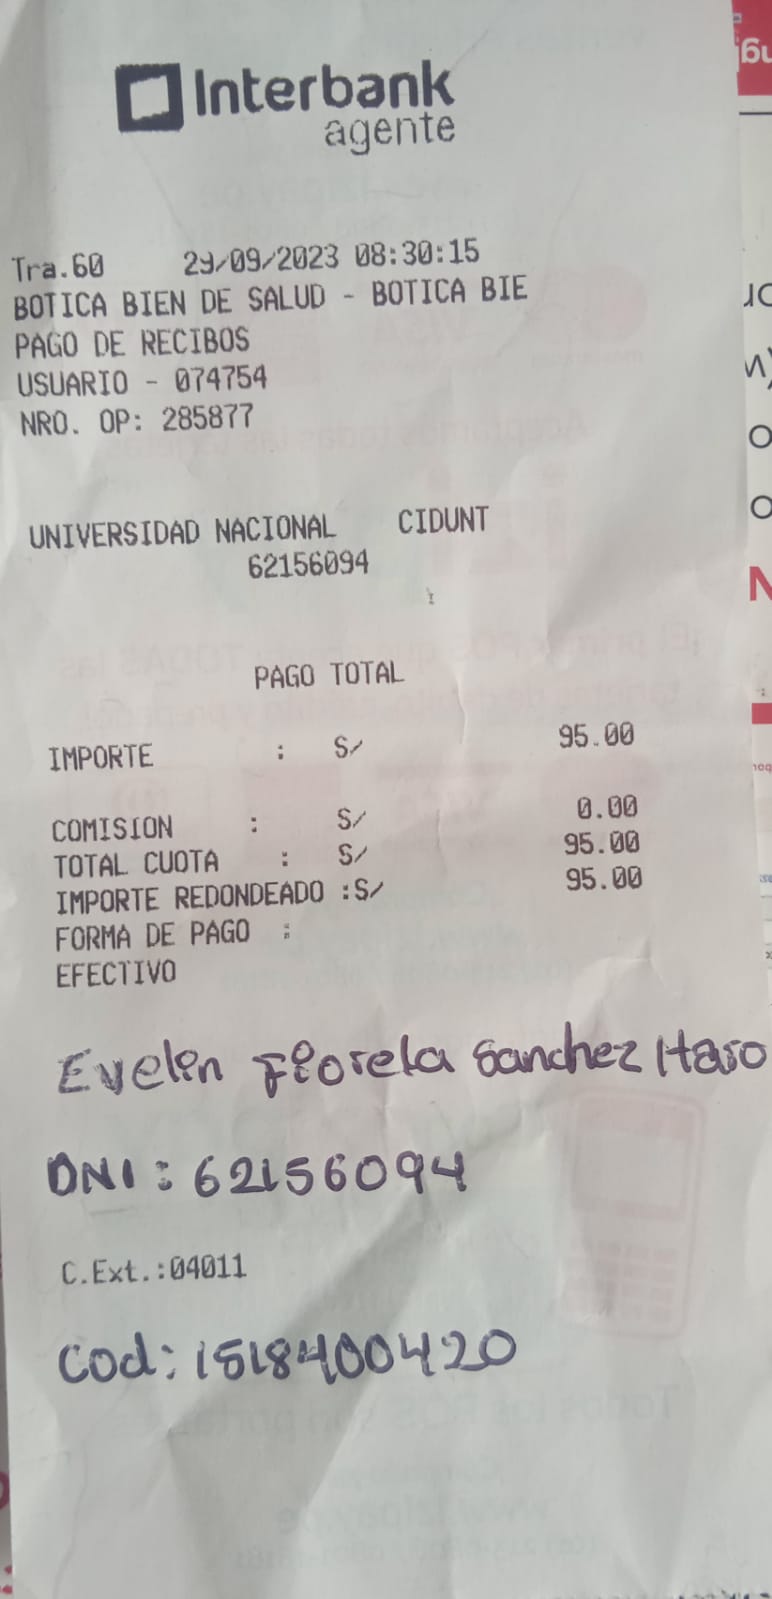 Interbank
agente
Tra.60 29/09/2023 08:30:15
BOTICA BIEN DE SALUD - BOTICA BIE
PAGO DE RECIBOS
USUARIO - 074754
NRO. OP: 285877
UNIVERSIDAD NACIONAL CIDUNT
62156094
PAGO TOTAL
IMPORTE : S/ 95.00
COMISION : S/ 0.00
TOTAL CUOTA : S/ 95.00
IMPORTE REDONDEADO :S/ 95.00
FORMA DE PAGO :
EFECTIVO
Evelin Fiorela Sanchez Haro
DNI: 62156094
C.Ext.:04011
Cod: 1518400420